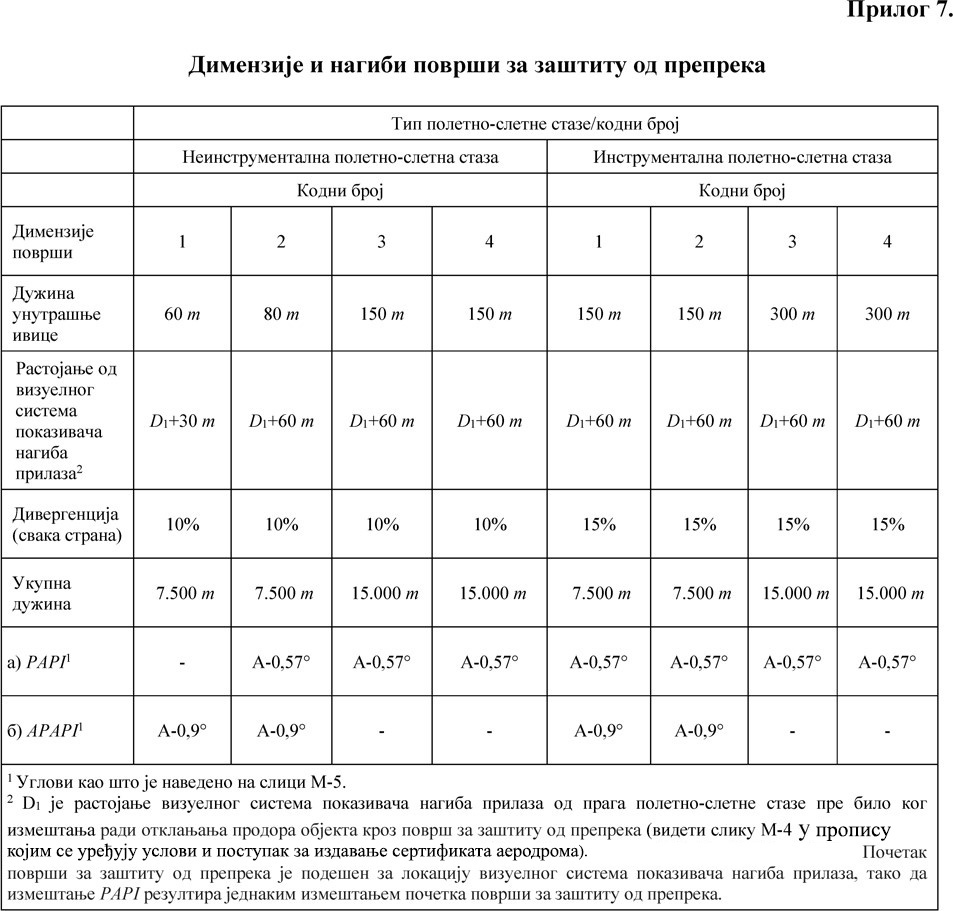 Прилог 7.
Димензије и нагиби површи за заштиту од препрека
Тип полетно-слетне стазе/кодни број
Неинструментална полетно-слетна стаза Инструментална полетно-слетна стаза
Кодни број Кодни број
Димензије површи 1 2 3 4 1 2 3 4
Дужина унутрашње ивице 60 m 80 m 150 m 150 m 150 m 150 m 300 m 300 m
Растојање од визуелног система показивача нагиба прилаза² D₁+30 m D₁+60 m D₁+60 m D₁+60 m D₁+60 m D₁+60 m D₁+60 m D₁+60 m
Дивергенција (свака страна) 10% 10% 10% 10% 15% 15% 15% 15%
Укупна дужина 7.500 m 7.500 m 15.000 m 15.000 m 7.500 m 7.500 m 15.000 m 15.000 m
а) PAPI¹ - А-0,57° А-0,57° А-0,57° А-0,57° А-0,57° А-0,57° А-0,57°
б) APAPI¹ А-0,9° А-0,9° - - А-0,9° А-0,9° - -
¹ Углови као што је наведено на слици М-5.
² D₁ је растојање визуелног система показивача нагиба прилаза од прага полетно-слетне стазе пре било ког
измештања ради отклањања продора објекта кроз површ за заштиту од препрека (видети слику М-4 у пропису
којим се уређују услови и поступак за издавање сертификата аеродрома). Почетак
површи за заштиту од препрека је подешен за локацију визуелног система показивача нагиба прилаза, тако да
измештање PAPI резултира једнаким измештањем почетка површи за заштиту од препрека.